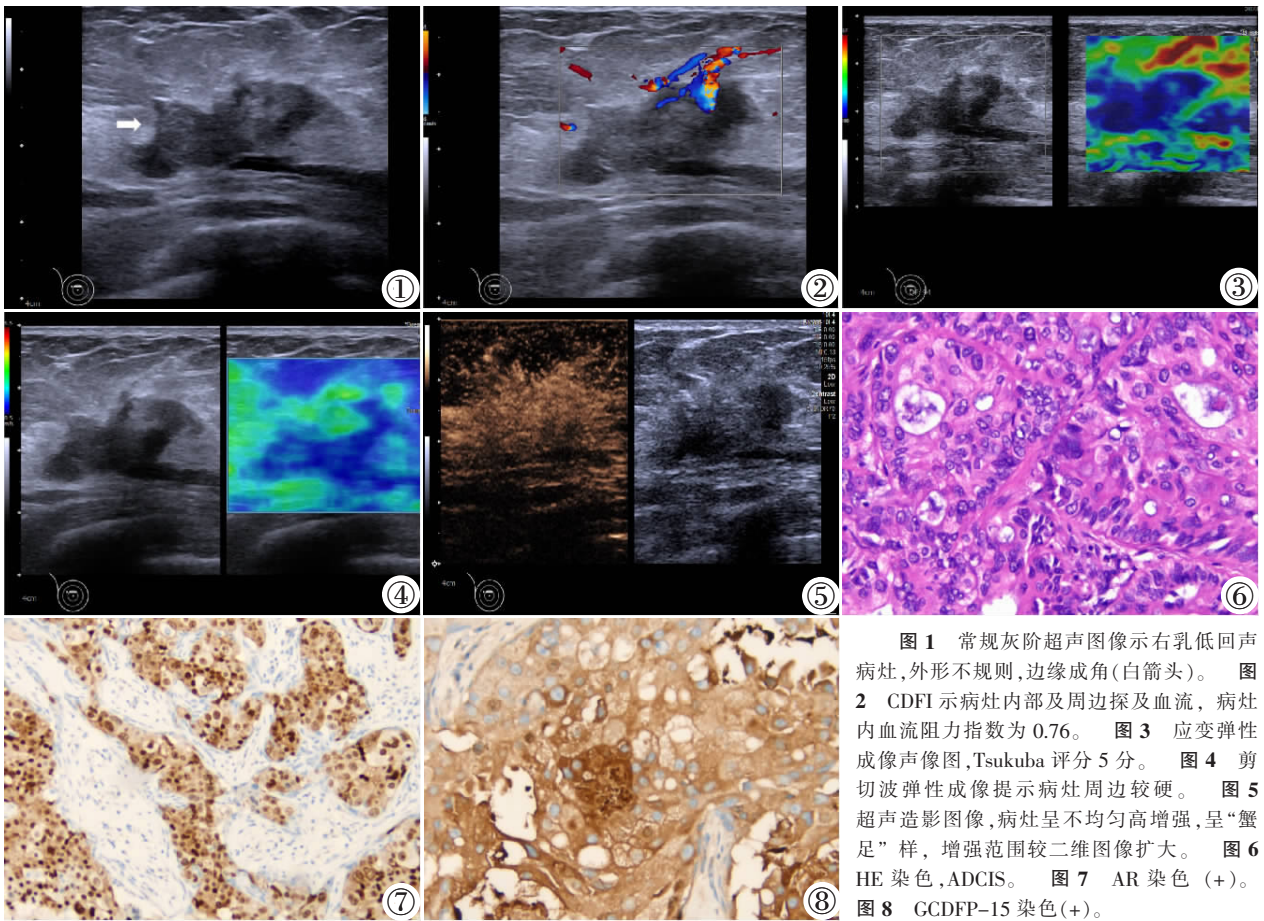 4cm
①
4cm
②
4cm
③
4cm
④
2D
Contrast
4cm
⑤
⑥
⑦
⑧
图 1 常规灰阶超声图像示右乳低回声
病灶,外形不规则,边缘成角(白箭头)。 图
2 CDFI 示病灶内部及周边探及血流, 病灶
内血流阻力指数为 0.76。 图 3 应变弹性
成像声像图,Tsukuba 评分 5 分。 图 4 剪
切波弹性成像提示病灶周边较硬。 图 5
超声造影图像,病灶呈不均匀高增强,呈“蟹
足”样, 增强范围较二维图像扩大。 图 6
HE 染色,ADCIS。 图 7 AR 染色 (+)。
图 8 GCDFP-15 染色(+)。